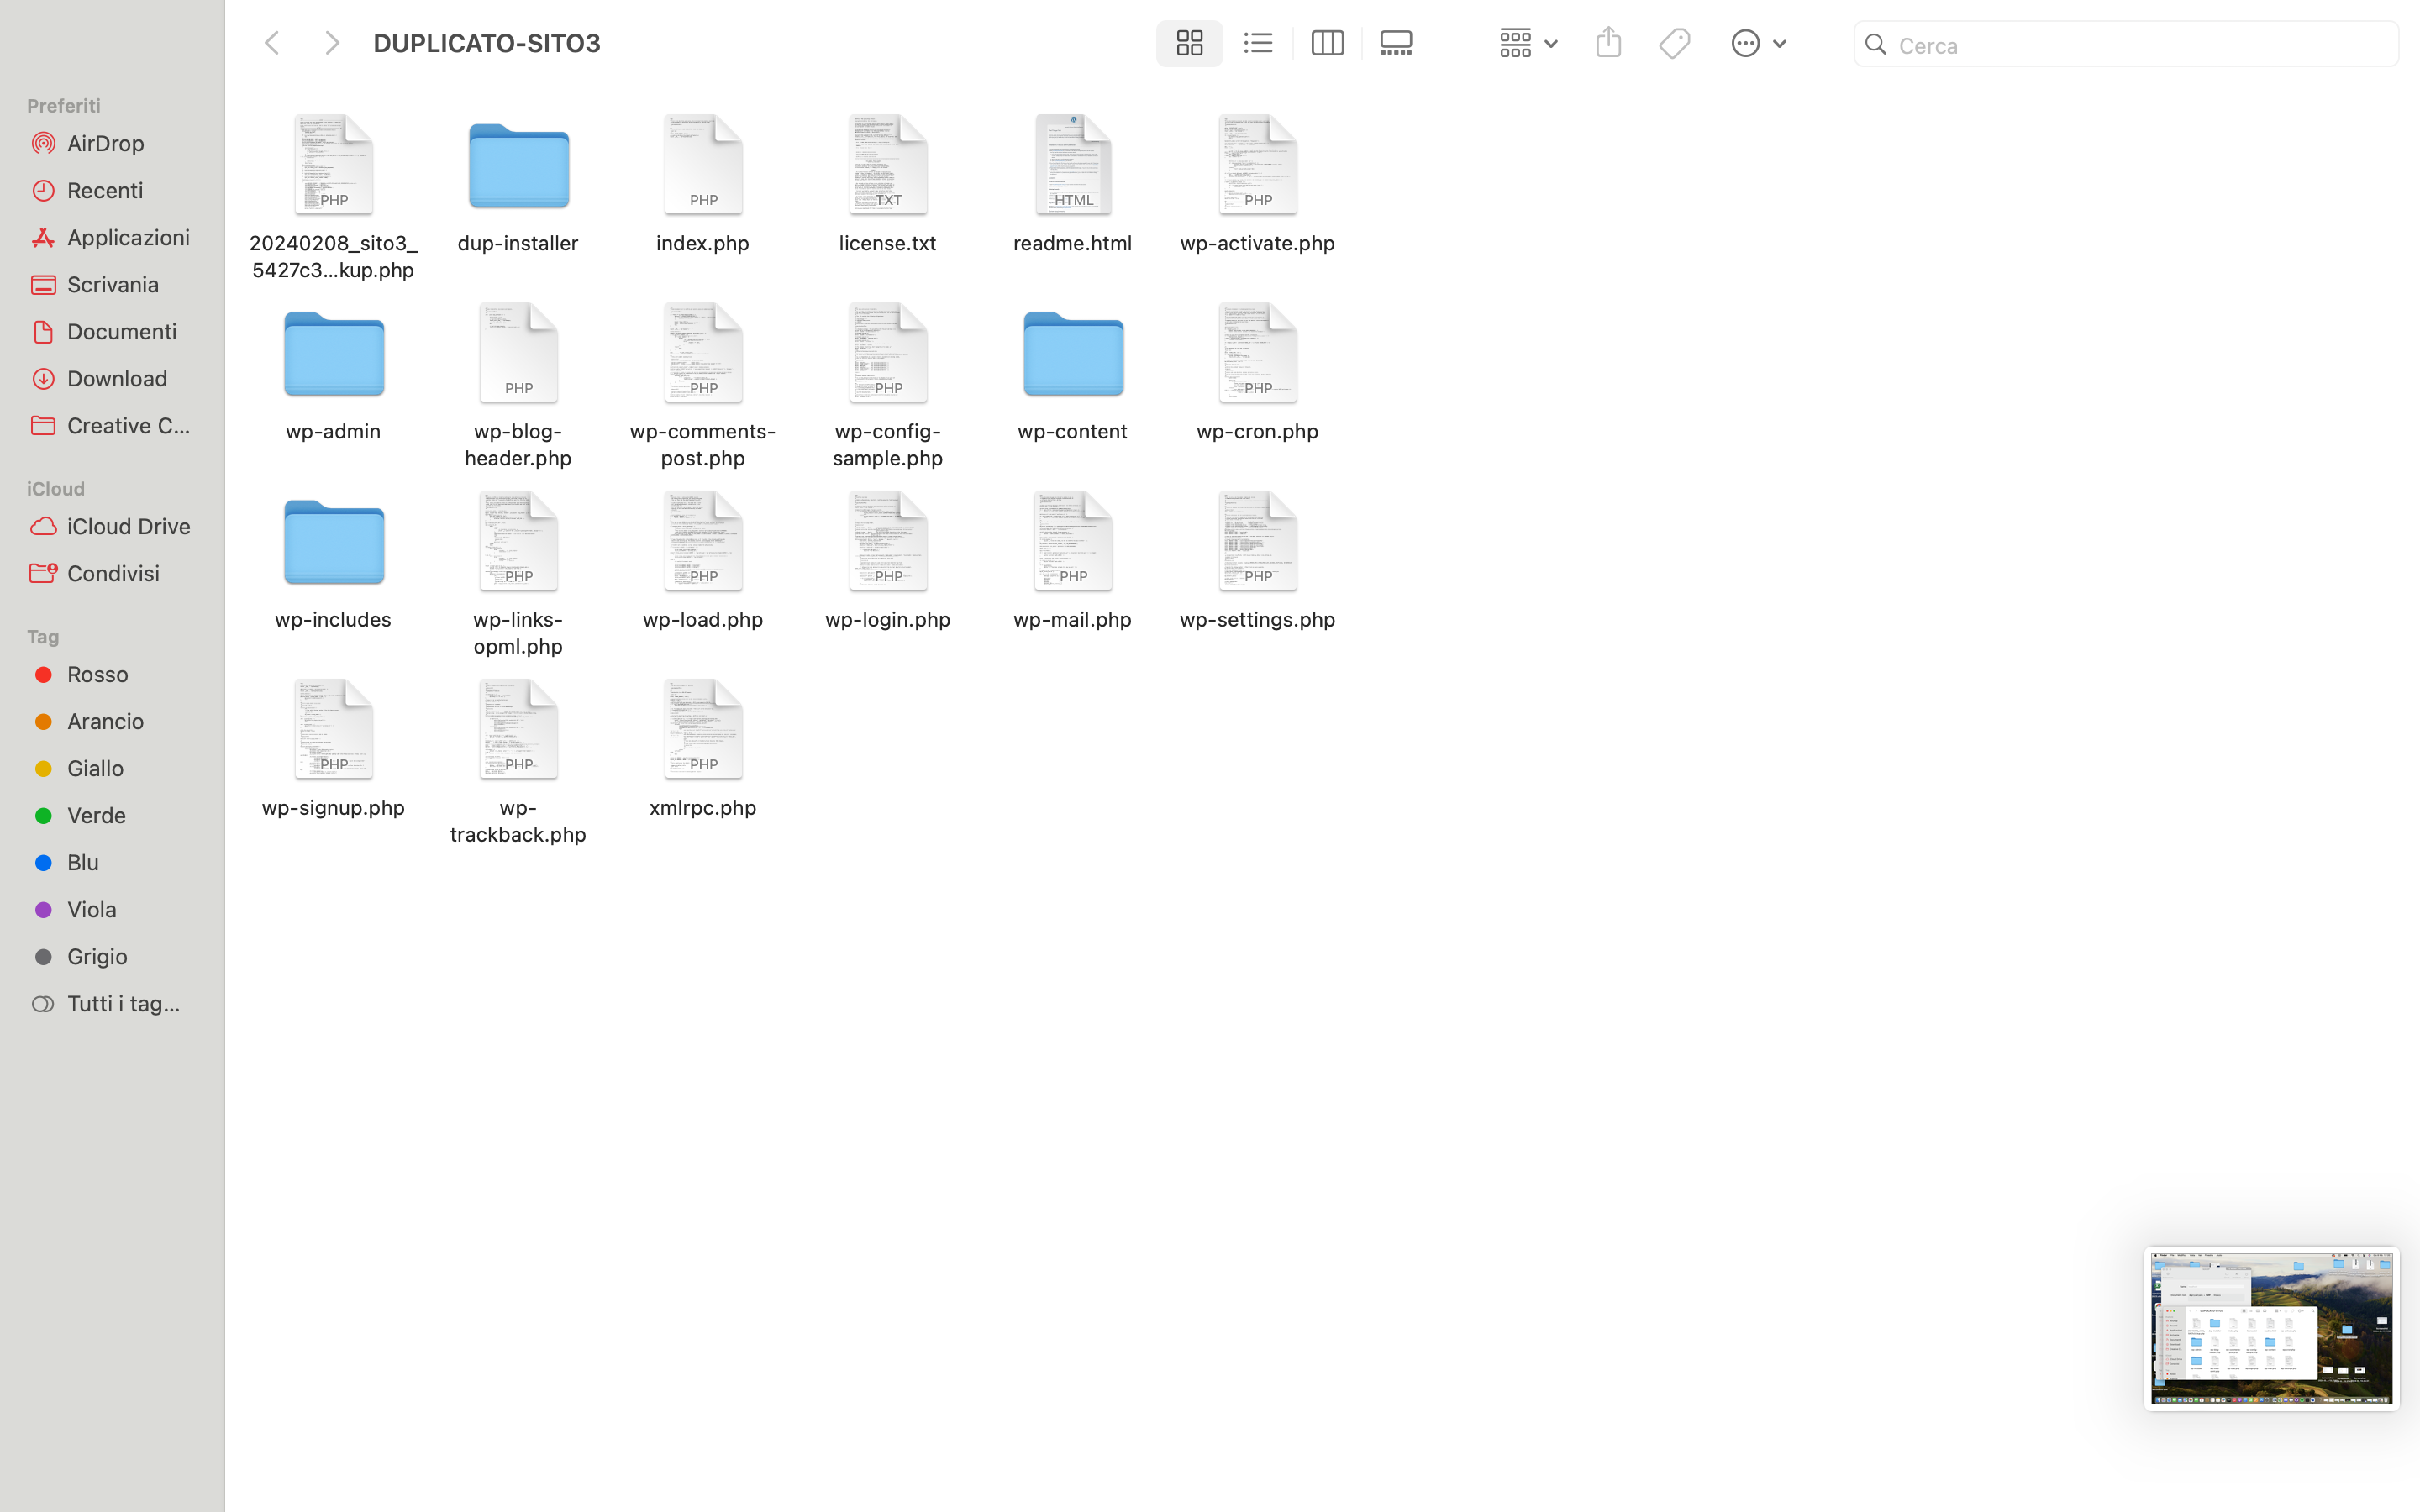 DUPLICATO-SITO3
Cerca
Preferiti
AirDrop
Recenti
Applicazioni
Scrivania
Documenti
Download
Creative C...
iCloud
iCloud Drive
Condivisi
Tag
Rosso
Arancio
Giallo
Verde
Blu
Viola
Grigio
Tutti i tag...
PHP
20240208_sito3_
5427c3...kup.php
dup-installer
PHP
index.php
TXT
license.txt
HTML
readme.html
PHP
wp-activate.php
wp-admin
PHP
wp-blog-
header.php
PHP
wp-comments-
post.php
PHP
wp-config-
sample.php
wp-content
PHP
wp-cron.php
wp-includes
PHP
wp-links-
opml.php
PHP
wp-load.php
PHP
wp-login.php
PHP
wp-mail.php
PHP
wp-settings.php
PHP
wp-signup.php
PHP
wp-
trackback.php
PHP
xmlrpc.php